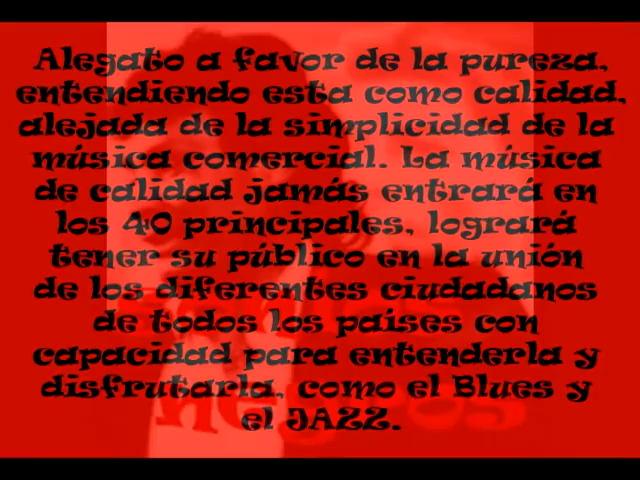 Alegato a favor de la pureza,
entendiendo esta como calidad,
alejada de la simplicidad de la
música comercial. La música
de calidad jamás entrará en
los 40 principales, logrará
tener su público en la unión
de los diferentes ciudadanos
de todos los países con
capacidad para entenderla y
disfrutarla, como el Blues y
el JAZZ.
negros